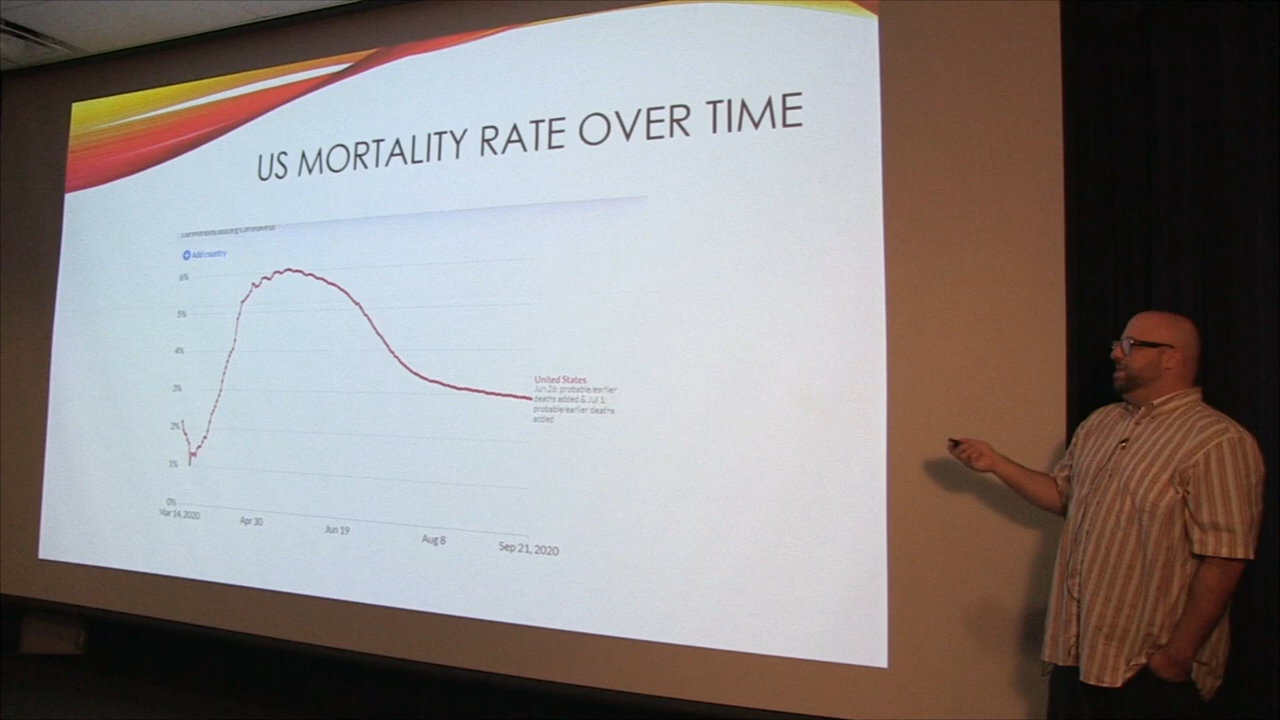 US MORTALITY RATE OVER TIME
Add country
6%
5%
4%
3%
2%
1%
0%
United States
Jun 26: probable/earlier
deaths added & Jul 1:
probable/earlier deaths
added
Mar 14, 2020
Apr 30
Jun 19
Aug 8
Sep 21, 2020